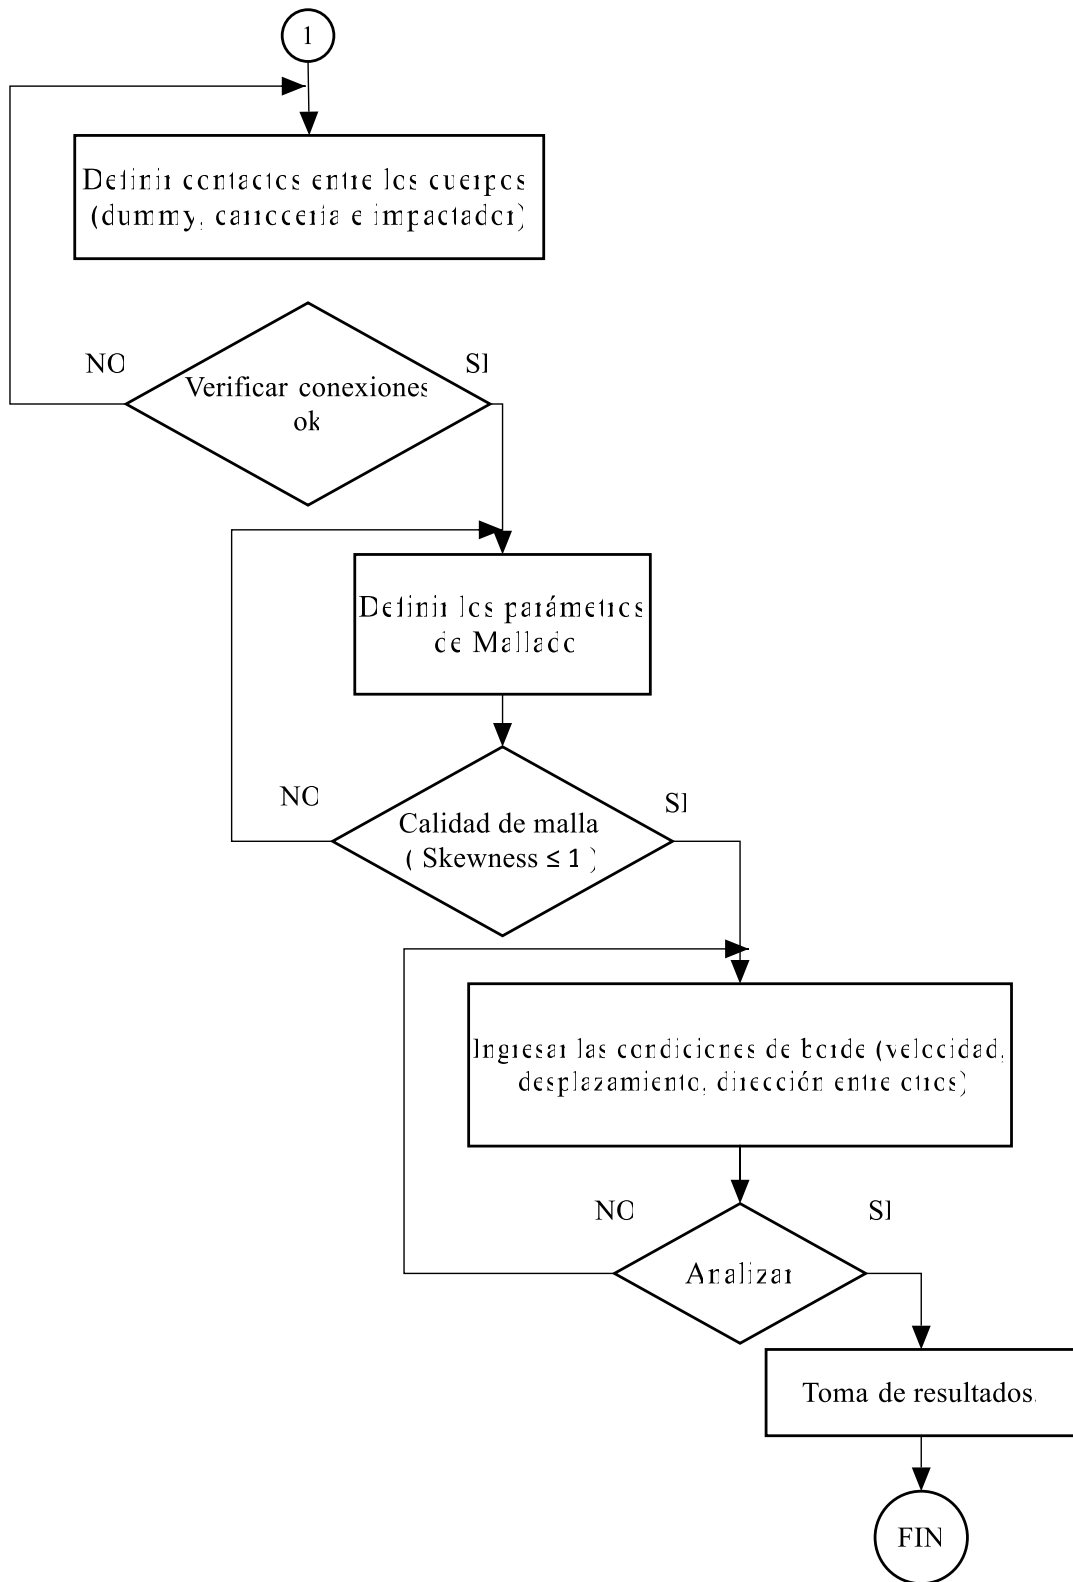 1
Definir contactos entre los cuerpos
(dummy, carrocería e impactador)
NO
SI
Verificar conexiones
ok
Definir los parámetros
de Mallado
NO
SI
Calidad de malla
( Skewness ≤ 1 )
Ingresar las condiciones de borde (velocidad,
desplazamiento, dirección entre otros)
NO
SI
Analizar
Toma de resultados.
FIN